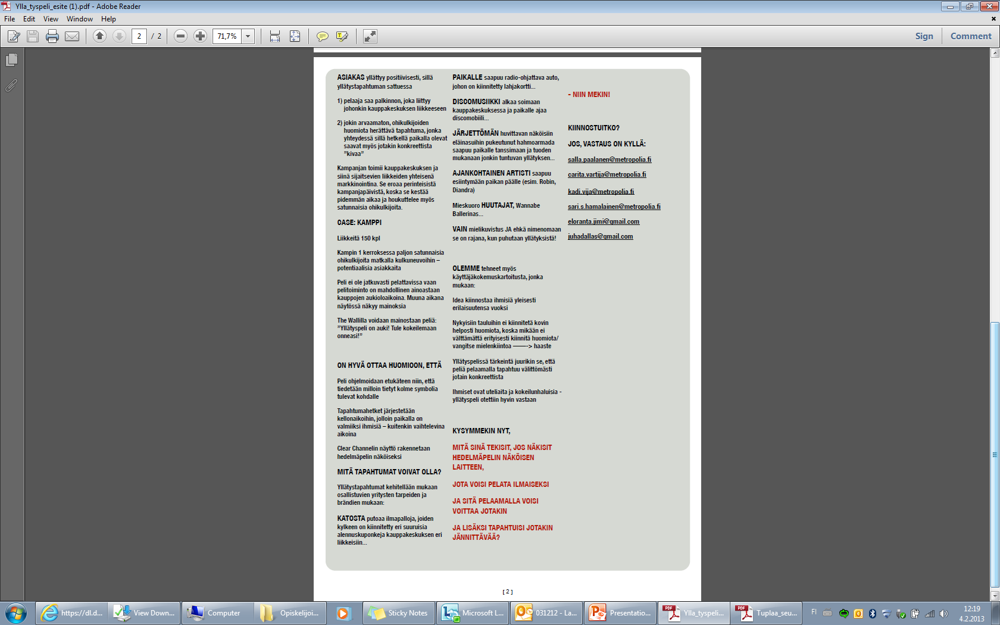 Ylla_tyspeli_esite (1).pdf - Adobe Reader
File Edit View Window Help
2 / 2
71,7%
Sign
Comment
ASIAKAS yllättyy positiivisesti, sillä
yllätystapahtuman sattuessa
1) pelaaja saa palkinnon, joka liittyy
johonkin kauppakeskuksen liikkeeseen
2) jokin arvaamaton, ohikulkijoiden
huomiota herättävä tapahtuma, jonka
yhteydessä sillä hetkellä paikalla olevat
saavat myös jotakin konkreettista
”kivaa”
Kampanjan toimii kauppakeskuksen ja
siinä sijaitsevien liikkeiden yhteisenä
markkinointina. Se eroaa perinteisistä
kampanjapäivistä, koska se kestää
pidemmän aikaa ja houkuttelee myös
satunnaisia ohikulkijoita.
CASE: KAMPPI
Liikkeitä 150 kpl
Kampin 1 kerroksessa paljon satunnaisia
ohikulkijoita matkalla kulkuneuvoihin –
potentiaalisia asiakkaita
Peli ei ole jatkuvasti pelattavissa vaan
pelitoiminto on mahdollinen ainoastaan
kauppojen aukioloaikoina. Muuna aikana
näytössä näkyy mainoksia
The Wallilla voidaan mainostaan peliä:
”Yllätyspeli on auki! Tule kokeilemaan
onneasi!”
ON HYVÄ OTTAA HUOMIOON, ETTÄ
Peli ohjelmoidaan etukäteen niin, että
tiedetään milloin tietyt kolme symbolia
tulevat kohdalle
Tapahtumahetket järjestetään
kellonaikoihin, jolloin paikalla on
valmiiksi ihmisiä – kuitenkin vaihtelevina
aikoina
Clear Channelin näyttö rakennetaan
hedelmäpelin näköiseksi
MITÄ TAPAHTUMAT VOIVAT OLLA?
Yllätystapahtumat kehitellään mukaan
osallistuvien yritysten tarpeiden ja
brändien mukaan:
KATOSTA putoaa ilmapalloja, joiden
kylkeen on kiinnitetty eri suuruisia
alennuskuponkeja kauppakeskuksen eri
liikkeisiin...
PAIKALLE saapuu radio-ohjattava auto,
johon on kiinnitetty lahjakortti...
DISCOMUSIIKKI alkaa soimaan
kauppakeskuksessa ja paikalle ajaa
discomobiili...
JÄRJETTÖMÄN huvittavan näköisiin
eläinasuihin pukeutunut hahmoarmada
saapuu paikalle tanssimaan ja tuoden
mukanaan jonkin tuntuvan yllätyksen...
AJANKOHTAINEN ARTISTI saapuu
esiintymään paikan päälle (esim. Robin,
Diandra)
Mieskuoro HUUTAJAT, Wannabe
Ballerinas...
VAIN mielikuvistus JA ehkä nimenomaan
se on rajana, kun puhutaan yllätyksistä!
OLEMME tehneet myös
käyttäjäkokemuskartoitusta, jonka
mukaan:
Idea kiinnostaa ihmisiä yleisesti
erilaisuutensa vuoksi
Nykyisiin tauluihin ei kiinnitetä kovin
helposti huomiota, koska mikään ei
välttämättä erityisesti kiinnitä huomiota/
vangitse mielenkiintoa ——-> haaste
Yllätyspelissä tärkeintä juurikin se, että
peliä pelaamalla tapahtuu välittömästi
jotain konkreettista
Ihmiset ovat uteliaita ja kokeilunhaluisia -
yllätyspeli otettiin hyvin vastaan
KYSYMMEKIN NYT,
MITÄ SINÄ TEKISIT, JOS NÄKISIT
HEDELMÄPELIN NÄKÖISEN
LAITTEEN,
JOTA VOISI PELATA ILMAISEKSI
JA SITÄ PELAAMALLA VOISI
VOITTAA JOTAKIN
JA LISÄKSI TAPAHTUISI JOTAKIN
JÄNNITTÄVÄÄ?
- NIIN MEKIN!
KIINNOSTUITKO?
JOS, VASTAUS ON KYLLÄ:
salla.paalanen@metropolia.fi
carita.vartija@metropolia.fi
kadi.vija@metropolia.fi
sari.s.hamalainen@metropolia.fi
eloranta.jimi@gmail.com
juhadallas@gmail.com
[ 2 ]
https://dl.d... View Down... Computer Opiskelijoi... Sticky Notes Microsoft L... 031212 - La... Presentatio... Ylla_tyspeli... Tuplaa_seu... FI 12:19
4.2.2013